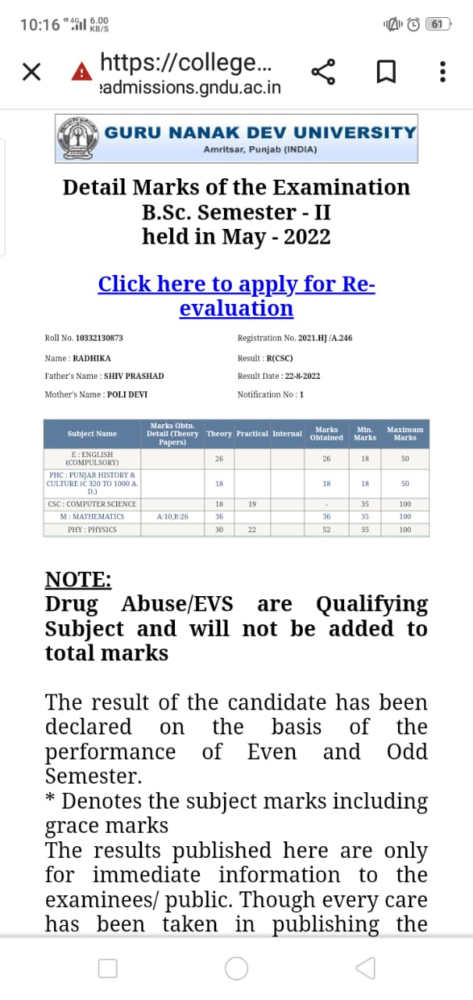 10:16 4G 6.00 KB/S 61
https://college...
eadmissions.gndu.ac.in
GURU NANAK DEV UNIVERSITY
Amritsar, Punjab (INDIA)
Detail Marks of the Examination
B.Sc. Semester - II
held in May - 2022
Click here to apply for Re-
evaluation
Roll No. 10332130873 Registration No. 2021.HJ /A.246
Name : RADHIKA Result : R(CSC)
Father's Name : SHIV PRASHAD Result Date : 22-8-2022
Mother's Name : POLI DEVI Notification No : 1
Subject Name Marks Obtn. Detail (Theory Papers) Theory Practical Internal Marks Obtained Min. Marks Maximum Marks
E : ENGLISH (COMPULSORY) 26 26 18 50
PHC : PUNJAB HISTORY & CULTURE (C 320 TO 1000 A. D.) 18 18 18 50
CSC : COMPUTER SCIENCE 18 19 - 35 100
M : MATHEMATICS A:10,B:26 36 36 35 100
PHY : PHYSICS 30 22 52 35 100
NOTE:
Drug Abuse/EVS are Qualifying
Subject and will not be added to
total marks
The result of the candidate has been
declared on the basis of the
performance of Even and Odd
Semester.
* Denotes the subject marks including
grace marks
The results published here are only
for immediate information to the
examinees/ public. Though every care
has been taken in publishing the